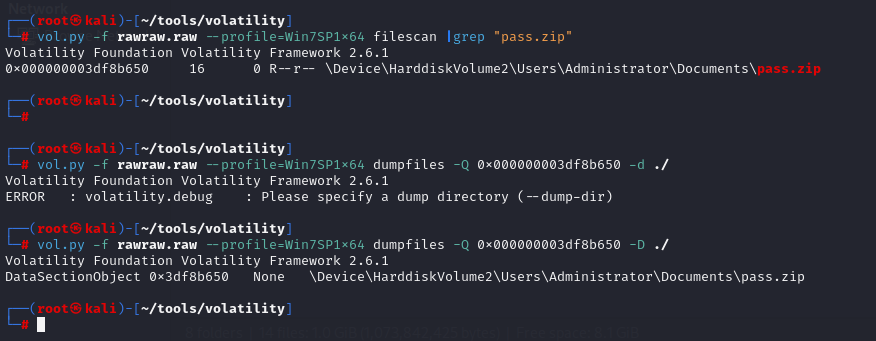 Network
┌──(root㉿kali)-[~/tools/volatility]
└─# vol.py -f rawraw.raw --profile=Win7SP1×64 filescan |grep "pass.zip"
Volatility Foundation Volatility Framework 2.6.1
0×000000003df8b650     16      0 R--r-- \Device\HarddiskVolume2\Users\Administrator\Documents\pass.zip
┌──(root㉿kali)-[~/tools/volatility]
└─#
┌──(root㉿kali)-[~/tools/volatility]
└─# vol.py -f rawraw.raw --profile=Win7SP1×64 dumpfiles -Q 0×000000003df8b650 -d ./
Volatility Foundation Volatility Framework 2.6.1
ERROR   : volatility.debug    : Please specify a dump directory (--dump-dir)
┌──(root㉿kali)-[~/tools/volatility]
└─# vol.py -f rawraw.raw --profile=Win7SP1×64 dumpfiles -Q 0×000000003df8b650 -D ./
Volatility Foundation Volatility Framework 2.6.1
DataSectionObject 0×3df8b650   None   \Device\HarddiskVolume2\Users\Administrator\Documents\pass.zip
┌──(root㉿kali)-[~/tools/volatility]
└─#